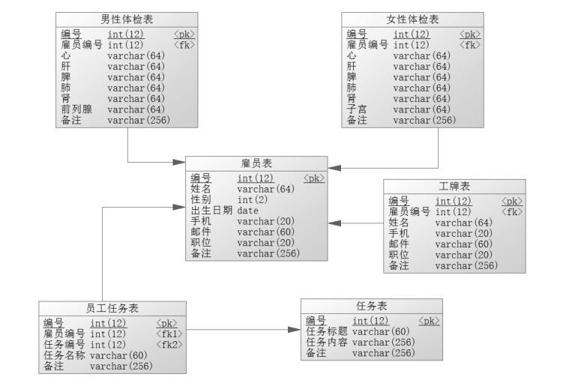 男性体检表
编号 int(12) <pk>
雇员编号 int(12) <fk>
心 varchar(64)
肝 varchar(64)
脾 varchar(64)
肺 varchar(64)
肾 varchar(64)
前列腺 varchar(64)
备注 varchar(256)
女性体检表
编号 int(12) <pk>
雇员编号 int(12) <fk>
心 varchar(64)
肝 varchar(64)
脾 varchar(64)
肺 varchar(64)
肾 varchar(64)
子宫 varchar(64)
备注 varchar(256)
雇员表
编号 int(12) <pk>
姓名 varchar(64)
性别 int(2)
出生日期 date
手机 varchar(20)
邮件 varchar(60)
职位 varchar(20)
备注 varchar(256)
工牌表
编号 int(12) <pk>
雇员编号 int(12) <fk>
姓名 varchar(64)
手机 varchar(20)
邮件 varchar(60)
职位 varchar(20)
备注 varchar(256)
员工任务表
编号 int(12) <pk>
雇员编号 int(12) <fk1>
任务编号 int(12) <fk2>
任务名称 varchar(60)
备注 varchar(256)
任务表
编号 int(12) <pk>
任务标题 varchar(60)
任务内容 varchar(256)
备注 varchar(256)